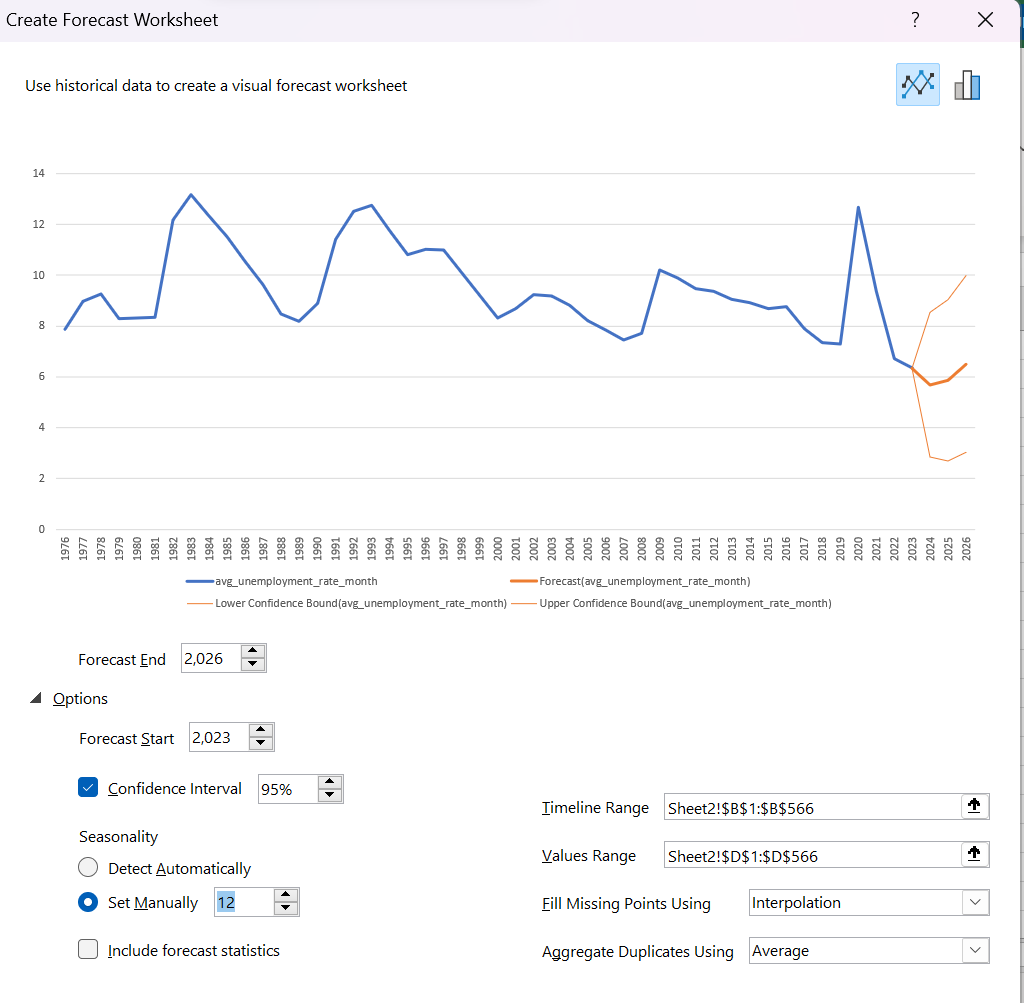 Create Forecast Worksheet ?
Use historical data to create a visual forecast worksheet
14
12
10
8
6
4
2
0
1976 1977 1978 1979 1980 1981 1982 1983 1984 1985 1986 1987 1988 1989 1990 1991 1992 1993 1994 1995 1996 1997 1998 1999 2000 2001 2002 2003 2004 2005 2006 2007 2008 2009 2010 2011 2012 2013 2014 2015 2016 2017 2018 2019 2020 2021 2022 2023 2024 2025 2026
avg_unemployment_rate_month) Forecast(avg_unemployment_rate_month)
Lower Confidence Bound(avg_unemployment_rate_month) Upper Confidence Bound(avg_unemployment_rate_month)
Forecast End 2,026
Options
Forecast Start 2,023
Confidence Interval 95%
Seasonality
Detect Automatically
Set Manually 12
Include forecast statistics
Timeline Range Sheet2!$B$1:$B$566
Values Range Sheet2!$D$1:$D$566
Fill Missing Points Using Interpolation
Aggregate Duplicates Using Average